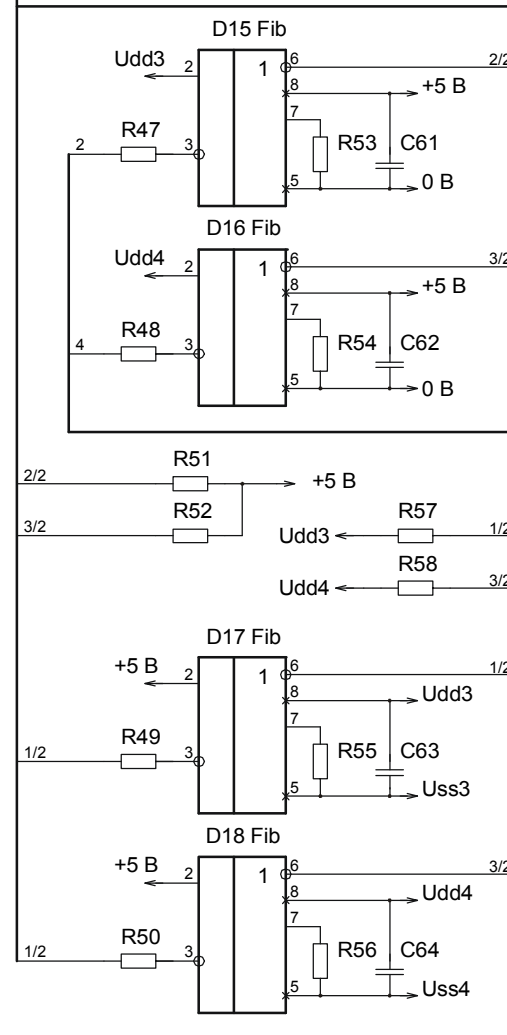 D15 Fib
Udd3 2 1 6 2/2
8 +5 В
7
2 R47 3 R53 C61
5 0 В
D16 Fib
Udd4 2 1 6 3/2
8 +5 В
7
4 R48 3 R54 C62
5 0 В
2/2 R51 +5 В
3/2 R52
Udd3 R57 1/2
Udd4 R58 3/2
D17 Fib
+5 В 2 1 6 1/2
8 Udd3
7
1/2 R49 3 R55 C63
5 Uss3
D18 Fib
+5 В 2 1 6 3/2
8 Udd4
7
1/2 R50 3 R56 C64
5 Uss4